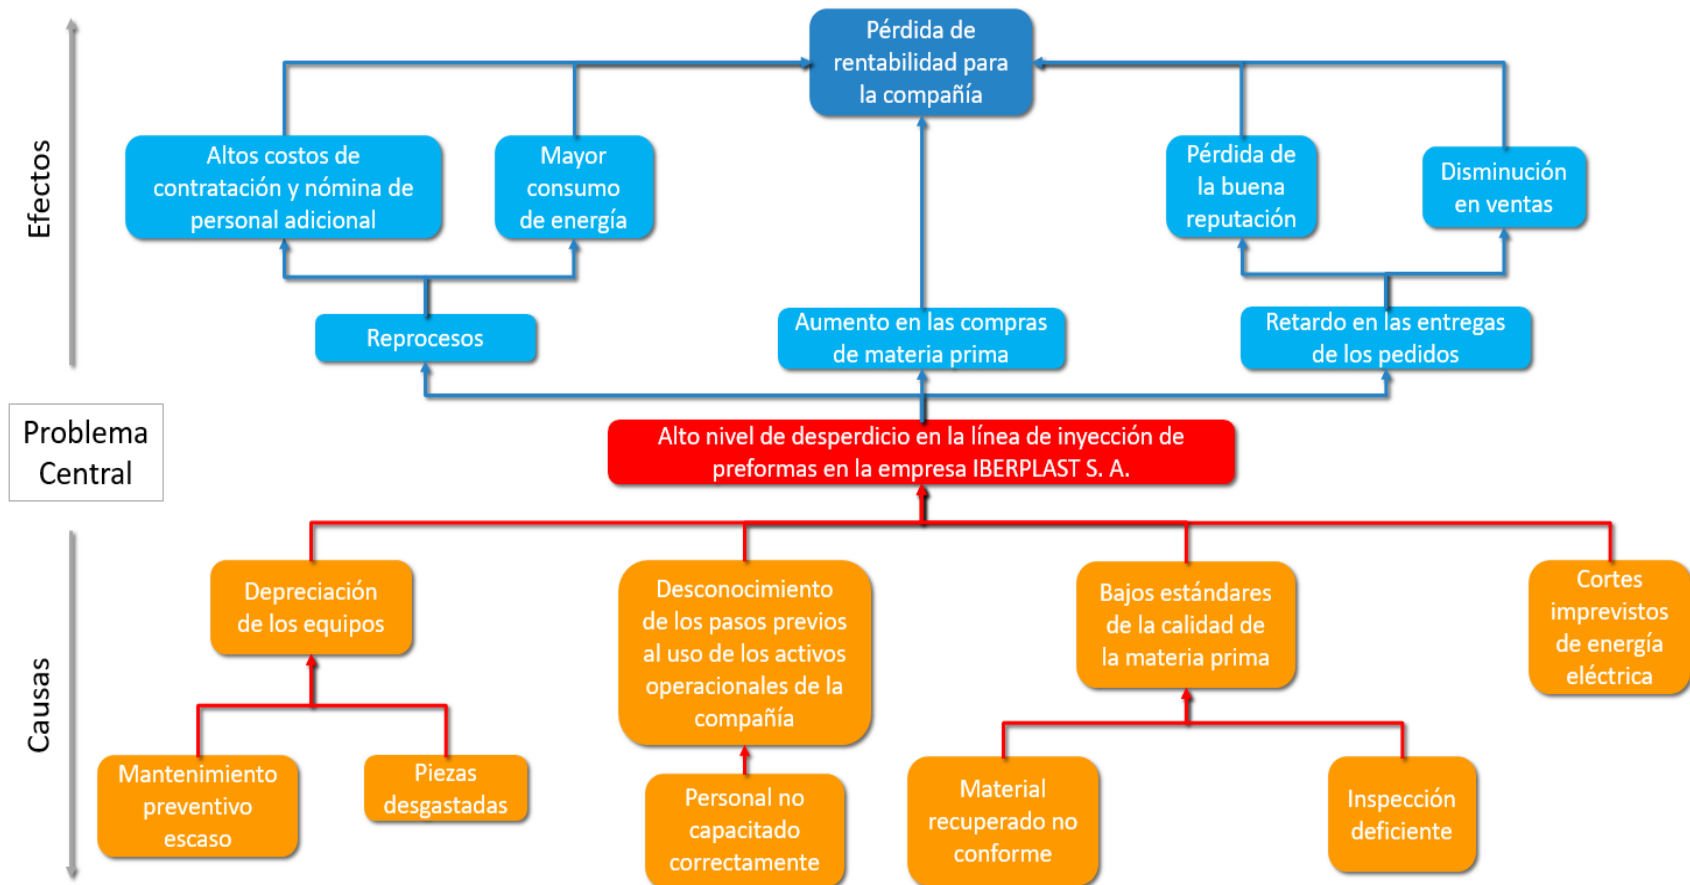 Efectos
Pérdida de
rentabilidad para
la compañía
Altos costos de
contratación y nómina de
personal adicional
Mayor
consumo
de energía
Pérdida de
la buena
reputación
Disminución
en ventas
Reprocesos
Aumento en las compras
de materia prima
Retardo en las entregas
de los pedidos
Problema
Central
Alto nivel de desperdicio en la línea de inyección de
preformas en la empresa IBERPLAST S. A.
Causas
Depreciación
de los equipos
Desconocimiento
de los pasos previos
al uso de los activos
operacionales de la
compañía
Bajos estándares
de la calidad de
la materia prima
Cortes
imprevistos
de energía
eléctrica
Mantenimiento
preventivo
escaso
Piezas
desgastadas
Personal no
capacitado
correctamente
Material
recuperado no
conforme
Inspección
deficiente